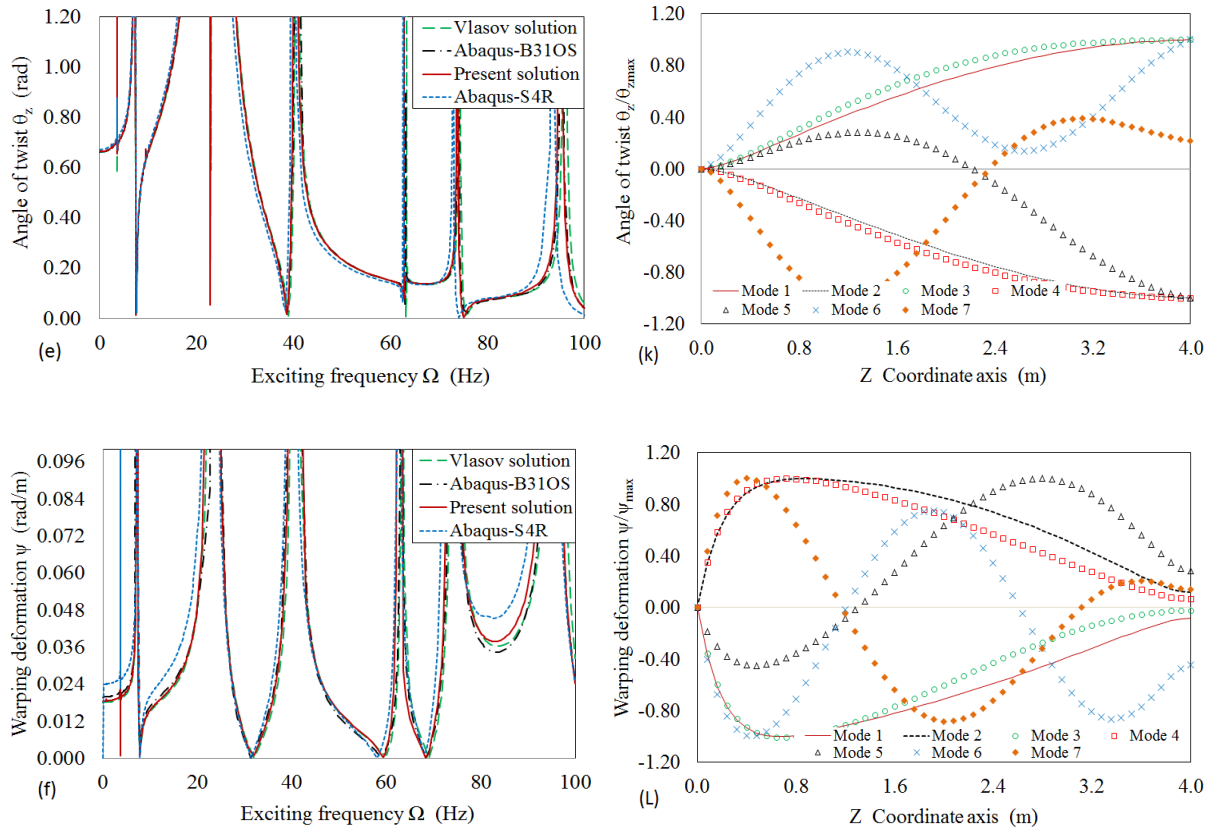 1.20
1.00
0.80
0.60
0.40
0.20
0.00
Angle of twist θz (rad)
Vlasov solution
Abaqus-B31OS
Present solution
Abaqus-S4R
0 20 40 60 80 100
(e)
Exciting frequency Ω (Hz)
1.20
0.80
0.40
0.00
-0.40
-0.80
-1.20
Angle of twist θz/θzmax
Mode 1 Mode 2 Mode 3 Mode 4
Mode 5 Mode 6 Mode 7
0.0 0.8 1.6 2.4 3.2 4.0
(k)
Z Coordinate axis (m)
0.096
0.084
0.072
0.060
0.048
0.036
0.024
0.012
0.000
Warping deformation ψ (rad/m)
Vlasov solution
Abaqus-B31OS
Present solution
Abaqus-S4R
0 20 40 60 80 100
(f)
Exciting frequency Ω (Hz)
1.20
0.80
0.40
0.00
-0.40
-0.80
-1.20
Warping deformation ψ/ψmax
Mode 1 Mode 2 Mode 3 Mode 4
Mode 5 Mode 6 Mode 7
0.0 0.8 1.6 2.4 3.2 4.0
(L)
Z Coordinate axis (m)